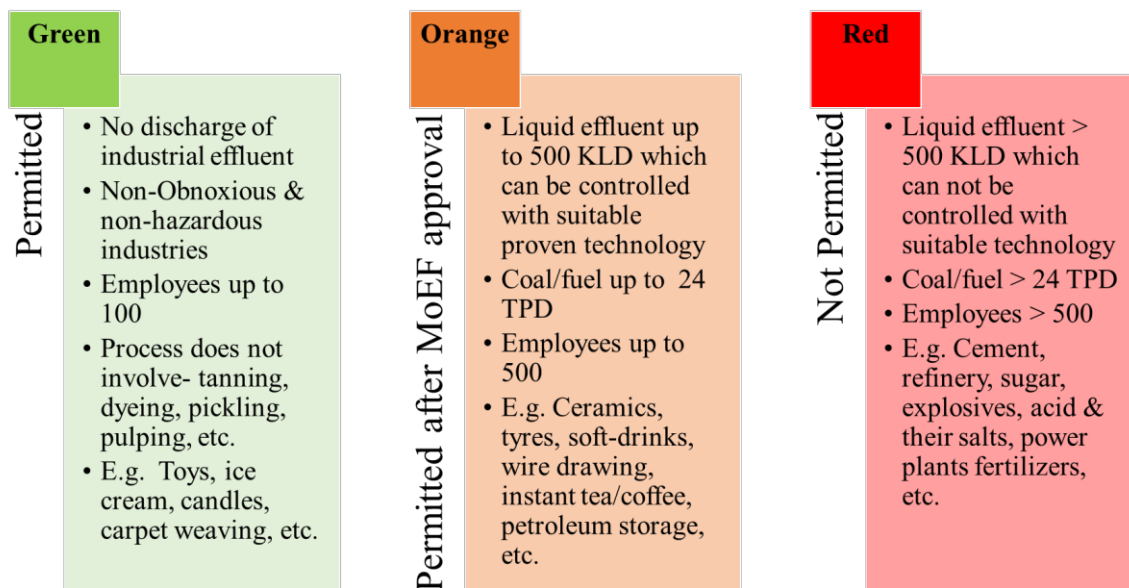 Green
Permitted
• No discharge of
industrial effluent
• Non-Obnoxious &
non-hazardous
industries
• Employees up to
100
• Process does not
involve- tanning,
dyeing, pickling,
pulping, etc.
• E.g. Toys, ice
cream, candles,
carpet weaving, etc.
Orange
Permitted after MoEF approval
• Liquid effluent up
to 500 KLD which
can be controlled
with suitable
proven technology
• Coal/fuel up to 24
TPD
• Employees up to
500
• E.g. Ceramics,
tyres, soft-drinks,
wire drawing,
instant tea/coffee,
petroleum storage,
etc.
Red
Not Permitted
• Liquid effluent >
500 KLD which
can not be
controlled with
suitable technology
• Coal/fuel > 24 TPD
• Employees > 500
• E.g. Cement,
refinery, sugar,
explosives, acid &
their salts, power
plants fertilizers,
etc.